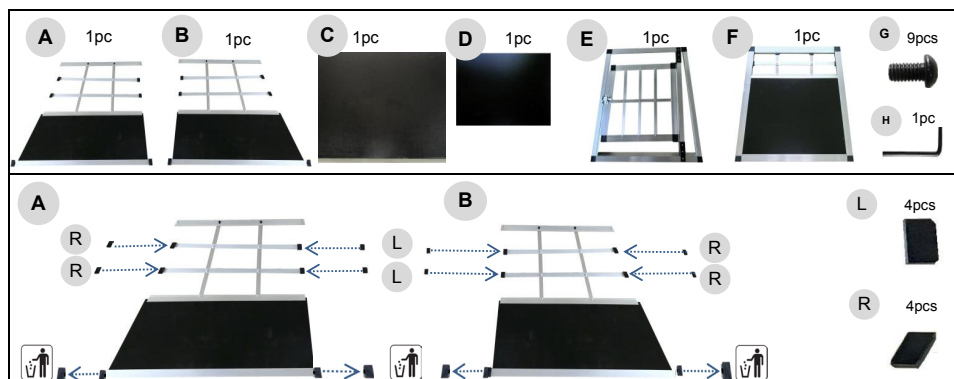 A 1pc B 1pc C 1pc D 1pc E 1pc F 1pc G 9pcs
H 1pc
A B L 4pcs
R L R
R L R
R 4pcs